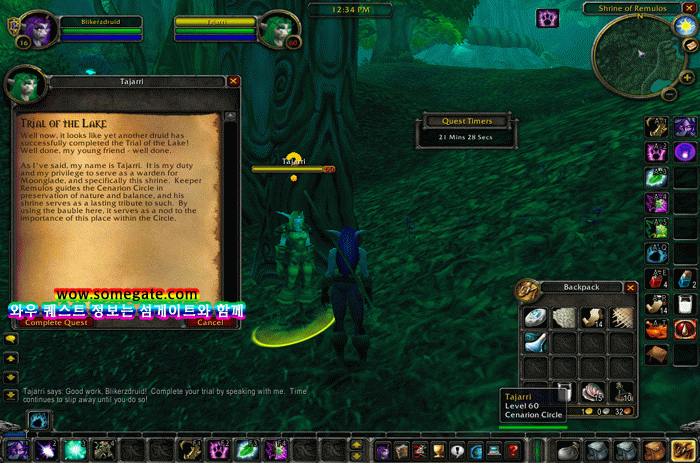 Blikerzdruid
16
Tajarri
60
12:34 PM
Shrine of Remulos
N
Tajarri
Trial of the Lake
Well now, it looks like yet another druid has
successfully completed the Trial of the Lake!
Well done, my young friend - well done.
As I've said, my name is Tajarri. It is my duty
and my privilege to serve as a warden for
Moonglade, and specifically this shrine. Keeper
Remulos guides the Cenarion Circle in
preservation of nature and balance, and his
shrine serves as a lasting tribute to such. By
using the bauble here, it serves as a nod to the
importance of this place within the Circle.
Quest Timers
21 Mins 28 Secs
Tajarri
wow.somegate.com
와우 퀘스트 정보는 섬게이트와 함께
Complete Quest
Cancel
Backpack
14
15
10
1 0 32
Tajarri
Level 60
Cenarion Circle
Tajarri says: Good work, Blikerzdruid! Complete your trial by speaking with me. Time
continues to slip away until you do so!